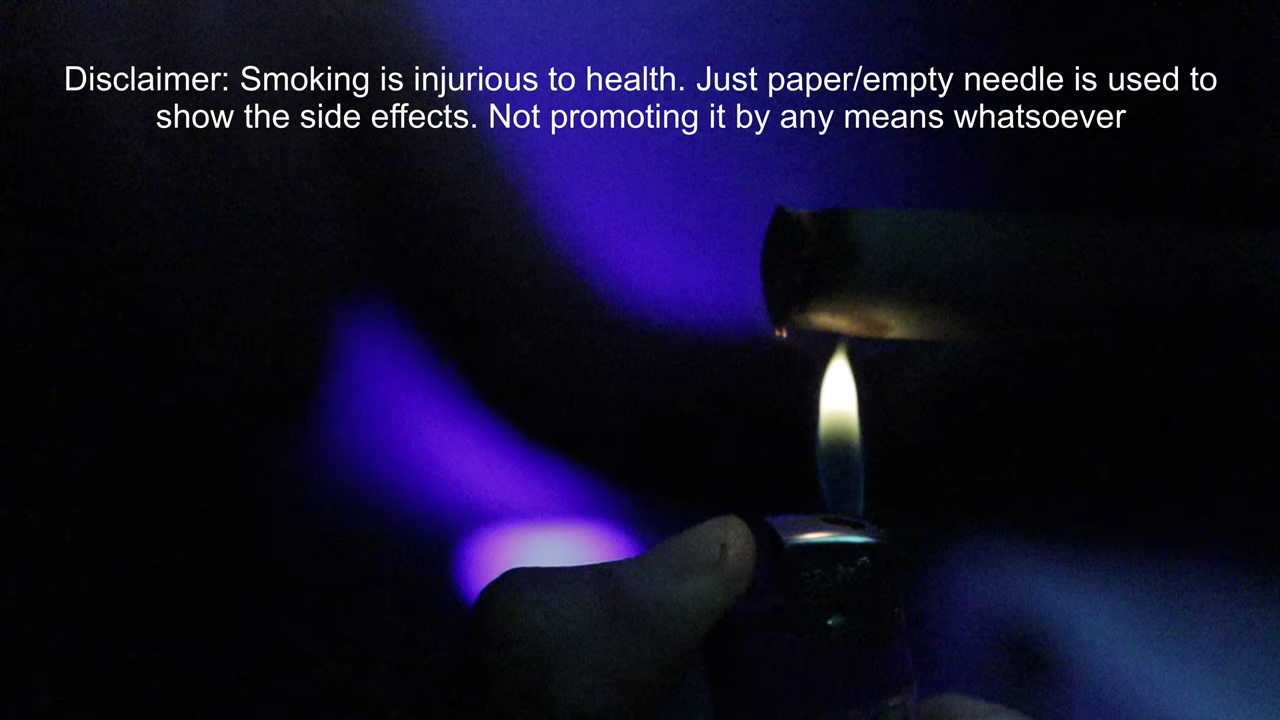 Disclaimer: Smoking is injurious to health. Just paper/empty needle is used to
show the side effects. Not promoting it by any means whatsoever